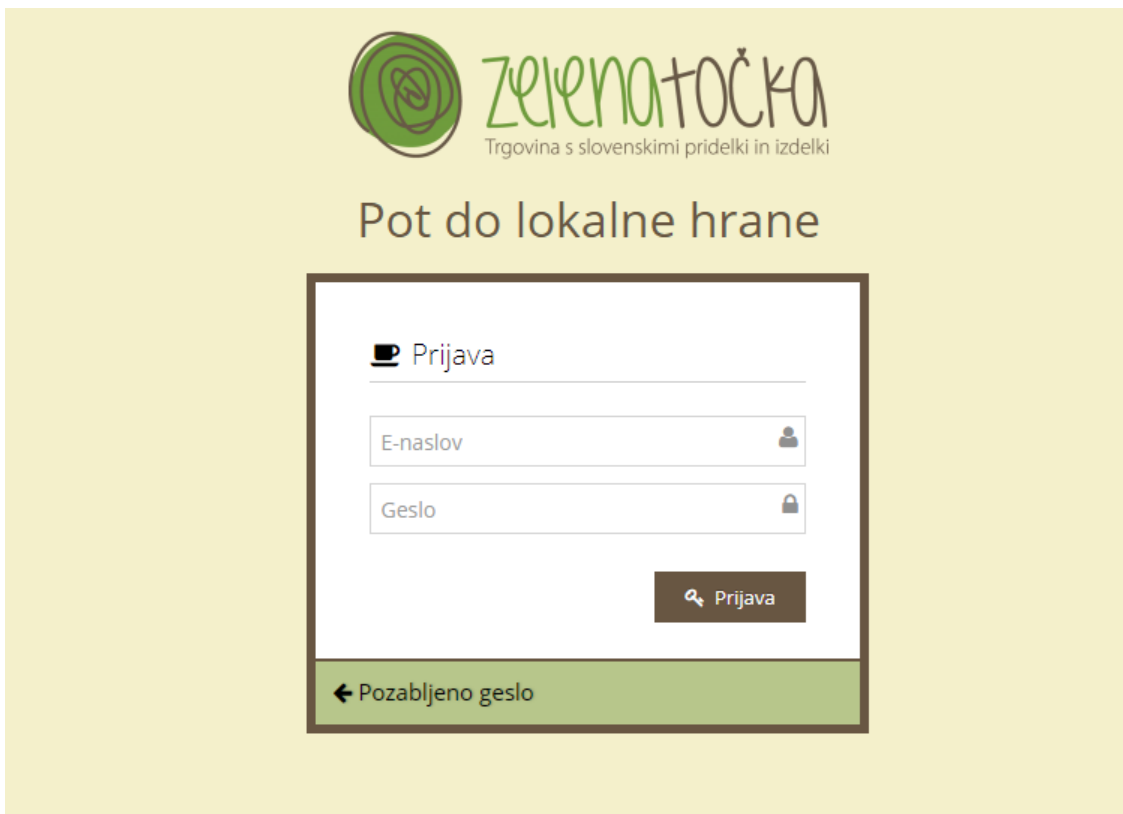 zelenatočka
Trgovina s slovenskimi pridelki in izdelki
Pot do lokalne hrane
Prijava
E-naslov
Geslo
Prijava
Pozabljeno geslo